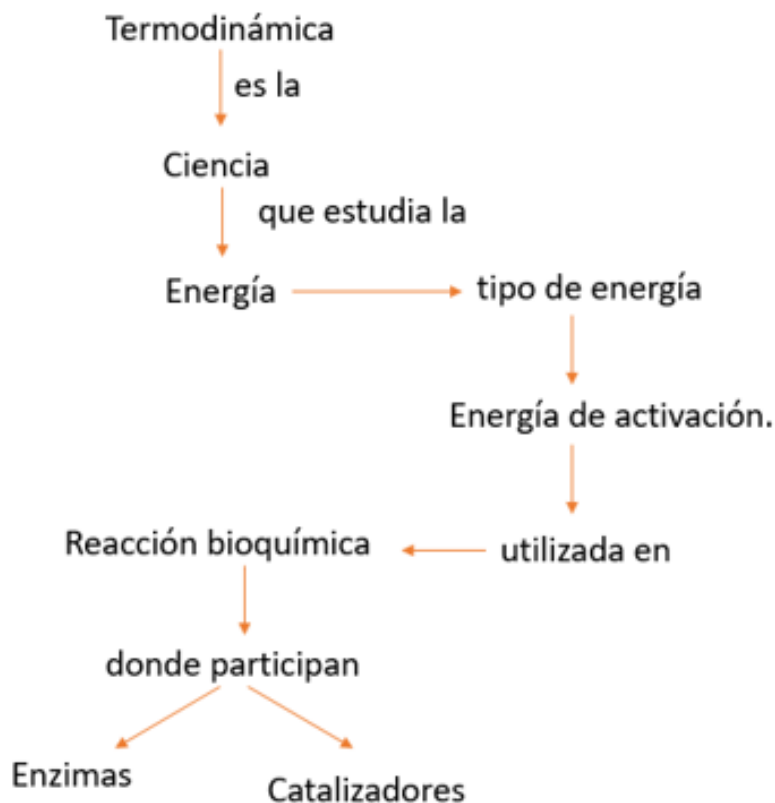 Termodinámica
es la
Ciencia
que estudia la
Energía
tipo de energía
Energía de activación.
utilizada en
Reacción bioquímica
donde participan
Enzimas
Catalizadores